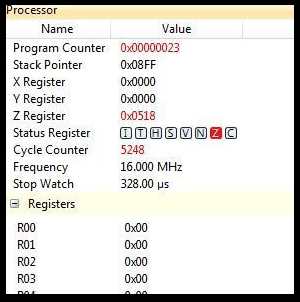 Processor
Name Value
Program Counter 0x00000023
Stack Pointer 0x08FF
X Register 0x0000
Y Register 0x0000
Z Register 0x0518
Status Register I T H S V N Z C
Cycle Counter 5248
Frequency 16.000 MHz
Stop Watch 328.00 µs
Registers
R00 0x00
R01 0x00
R02 0x00
R03 0x00
R04 0x00